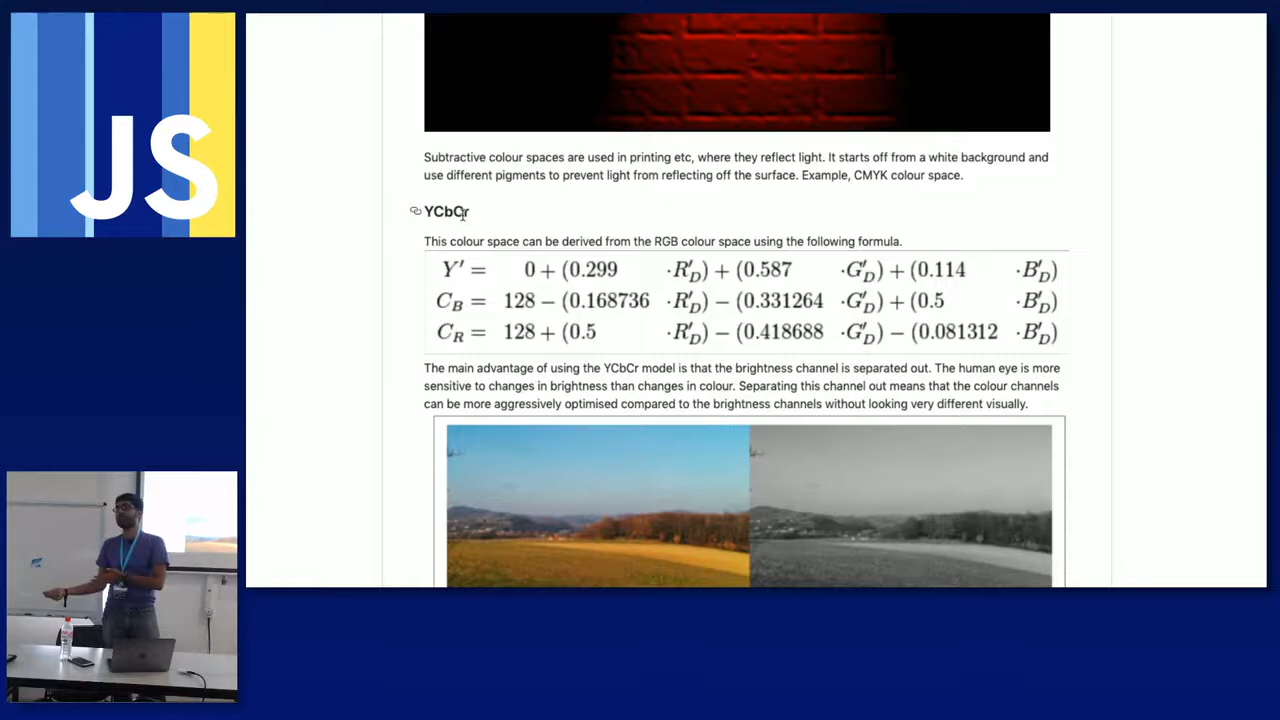 JS
Subtractive colour spaces are used in printing etc, where they reflect light. It starts off from a white background and
use different pigments to prevent light from reflecting off the surface. Example, CMYK colour space.
YCbCr
This colour space can be derived from the RGB colour space using the following formula.
Y′ = 0 + (0.299 ·R′D) + (0.587 ·G′D) + (0.114 ·B′D)
CB = 128 − (0.168736 ·R′D) − (0.331264 ·G′D) + (0.5 ·B′D)
CR = 128 + (0.5 ·R′D) − (0.418688 ·G′D) − (0.081312 ·B′D)
The main advantage of using the YCbCr model is that the brightness channel is separated out. The human eye is more
sensitive to changes in brightness than changes in colour. Separating this channel out means that the colour channels
can be more aggressively optimised compared to the brightness channels without looking very different visually.